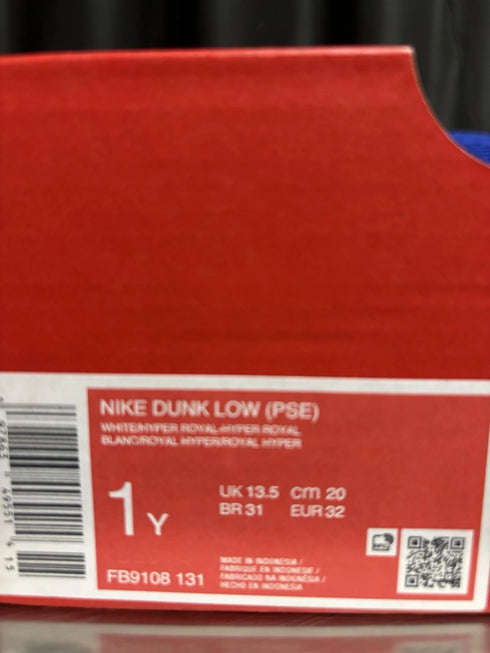 NIKE DUNK LOW (PSE)
WHITE/HYPER ROYAL-HYPER ROYAL
BLANC/ROYAL HYPER/ROYAL HYPER
1 Y
UK 13.5 cm 20
BR 31 EUR 32
FB9108 131
MADE IN INDONESIA /
FABRIQUE EN INDONESIE /
FABRICADO NA INDONÉSIA /
HECHO EN INDONESIA